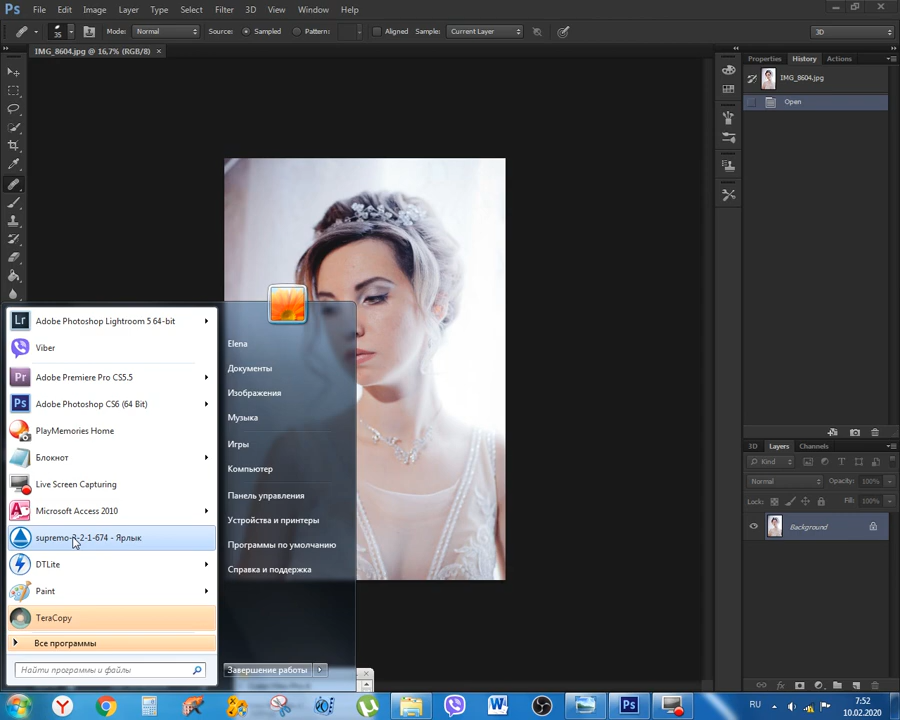 Ps File Edit Image Layer Type Select Filter 3D View Window Help
35 Mode: Normal Source: Sampled Pattern: Aligned Sample: Current Layer 3D
IMG_8604.jpg @ 16,7% (RGB/8) ×
Properties History Actions
IMG_8604.jpg
Open
Lr Adobe Photoshop Lightroom 5 64-bit
Viber
Pr Adobe Premiere Pro CS5.5
Ps Adobe Photoshop CS6 (64 Bit)
PlayMemories Home
Блокнот
Live Screen Capturing
Microsoft Access 2010
supremo-3-2-1-674 - Ярлык
DTLite
Paint
TeraCopy
Все программы
Найти программы и файлы
Elena
Документы
Изображения
Музыка
Игры
Компьютер
Панель управления
Устройства и принтеры
Программы по умолчанию
Справка и поддержка
Завершение работы
3D Layers Channels
Kind
Normal Opacity: 100%
Lock: Fill: 100%
Background
RU 7:52
10.02.2020